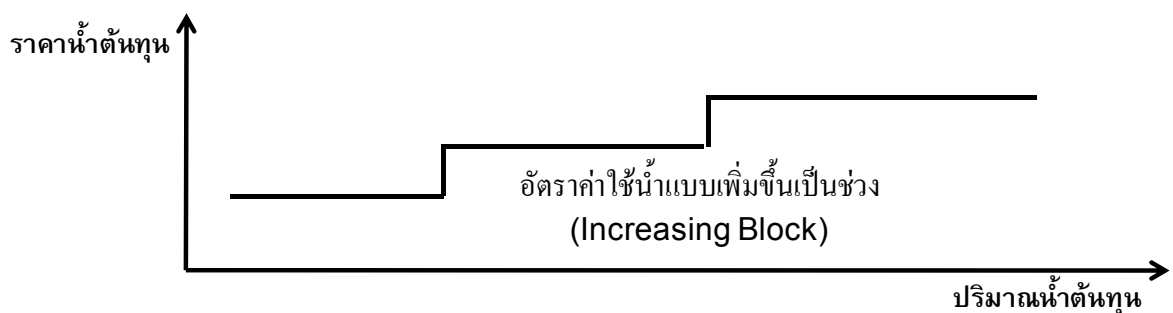 ราคาน้ำต้นทุน
อัตราค่าใช้น้ำแบบเพิ่มขึ้นเป็นช่วง
(Increasing Block)
ปริมาณน้ำต้นทุน